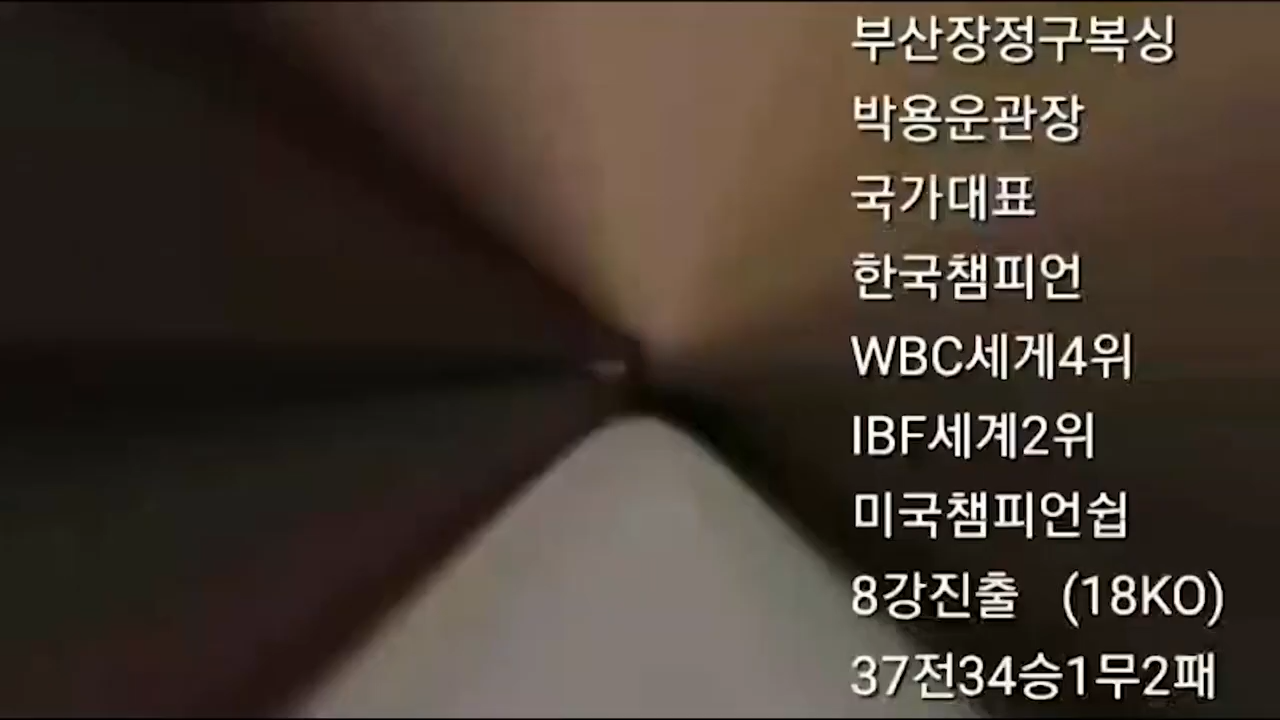 부산장정구복싱
박용운관장
국가대표
한국챔피언
WBC세게4위
IBF세계2위
미국챔피언쉽
8강진출 (18KO)
37전34승1무2패